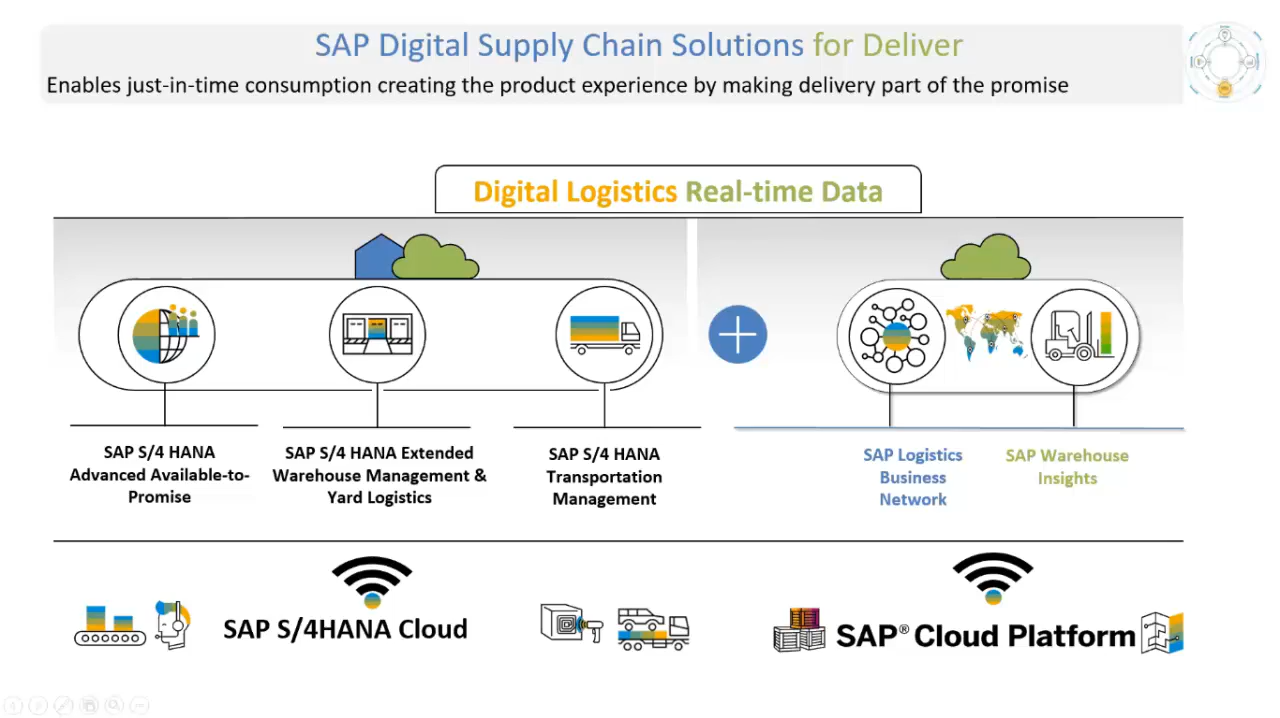 SAP Digital Supply Chain Solutions for Deliver
Enables just-in-time consumption creating the product experience by making delivery part of the promise
Digital Logistics Real-time Data
SAP S/4 HANA
Advanced Available-to-
Promise
SAP S/4 HANA Extended
Warehouse Management &
Yard Logistics
SAP S/4 HANA
Transportation
Management
SAP Logistics
Business
Network
SAP Warehouse
Insights
SAP S/4HANA Cloud
SAP® Cloud Platform